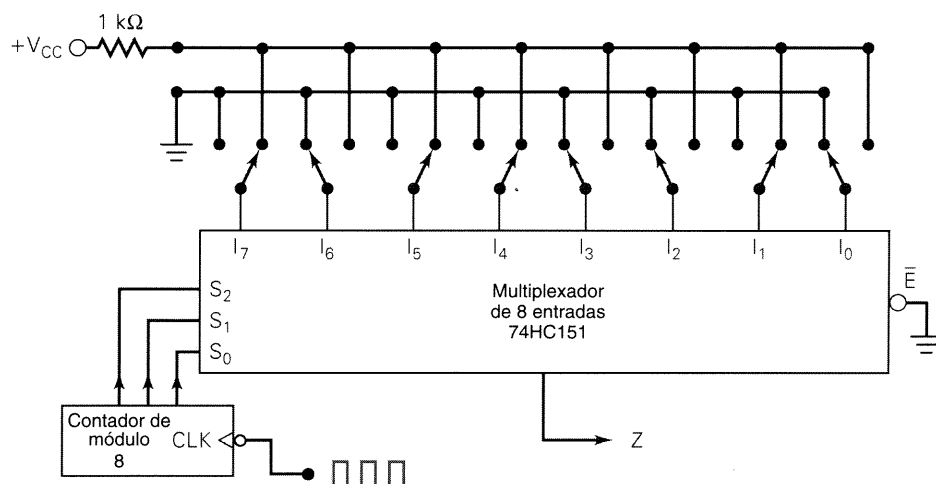 1 kΩ
+V_CC
I₇ I₆ I₅ I₄ I₃ I₂ I₁ I₀
E̅
S₂
S₁
S₀
Multiplexador
de 8 entradas
74HC151
Contador de
módulo
8
CLK
Z